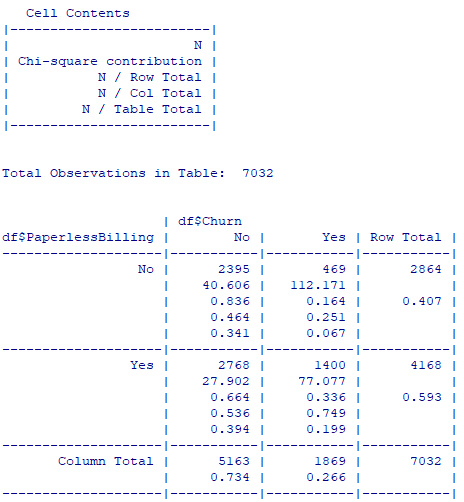 Cell Contents
|-------------------------|
|                       N |
| Chi-square contribution |
|           N / Row Total |
|           N / Col Total |
|         N / Table Total |
|-------------------------|
Total Observations in Table:  7032
                    | df$Churn
df$PaperlessBilling |        No |       Yes | Row Total |
--------------------|-----------|-----------|-----------|
                 No |      2395 |       469 |      2864 |
                    |    40.606 |   112.171 |           |
                    |     0.836 |     0.164 |     0.407 |
                    |     0.464 |     0.251 |           |
                    |     0.341 |     0.067 |           |
--------------------|-----------|-----------|-----------|
                Yes |      2768 |      1400 |      4168 |
                    |    27.902 |    77.077 |           |
                    |     0.664 |     0.336 |     0.593 |
                    |     0.536 |     0.749 |           |
                    |     0.394 |     0.199 |           |
--------------------|-----------|-----------|-----------|
       Column Total |      5163 |      1869 |      7032 |
                    |     0.734 |     0.266 |           |
--------------------|-----------|-----------|-----------|